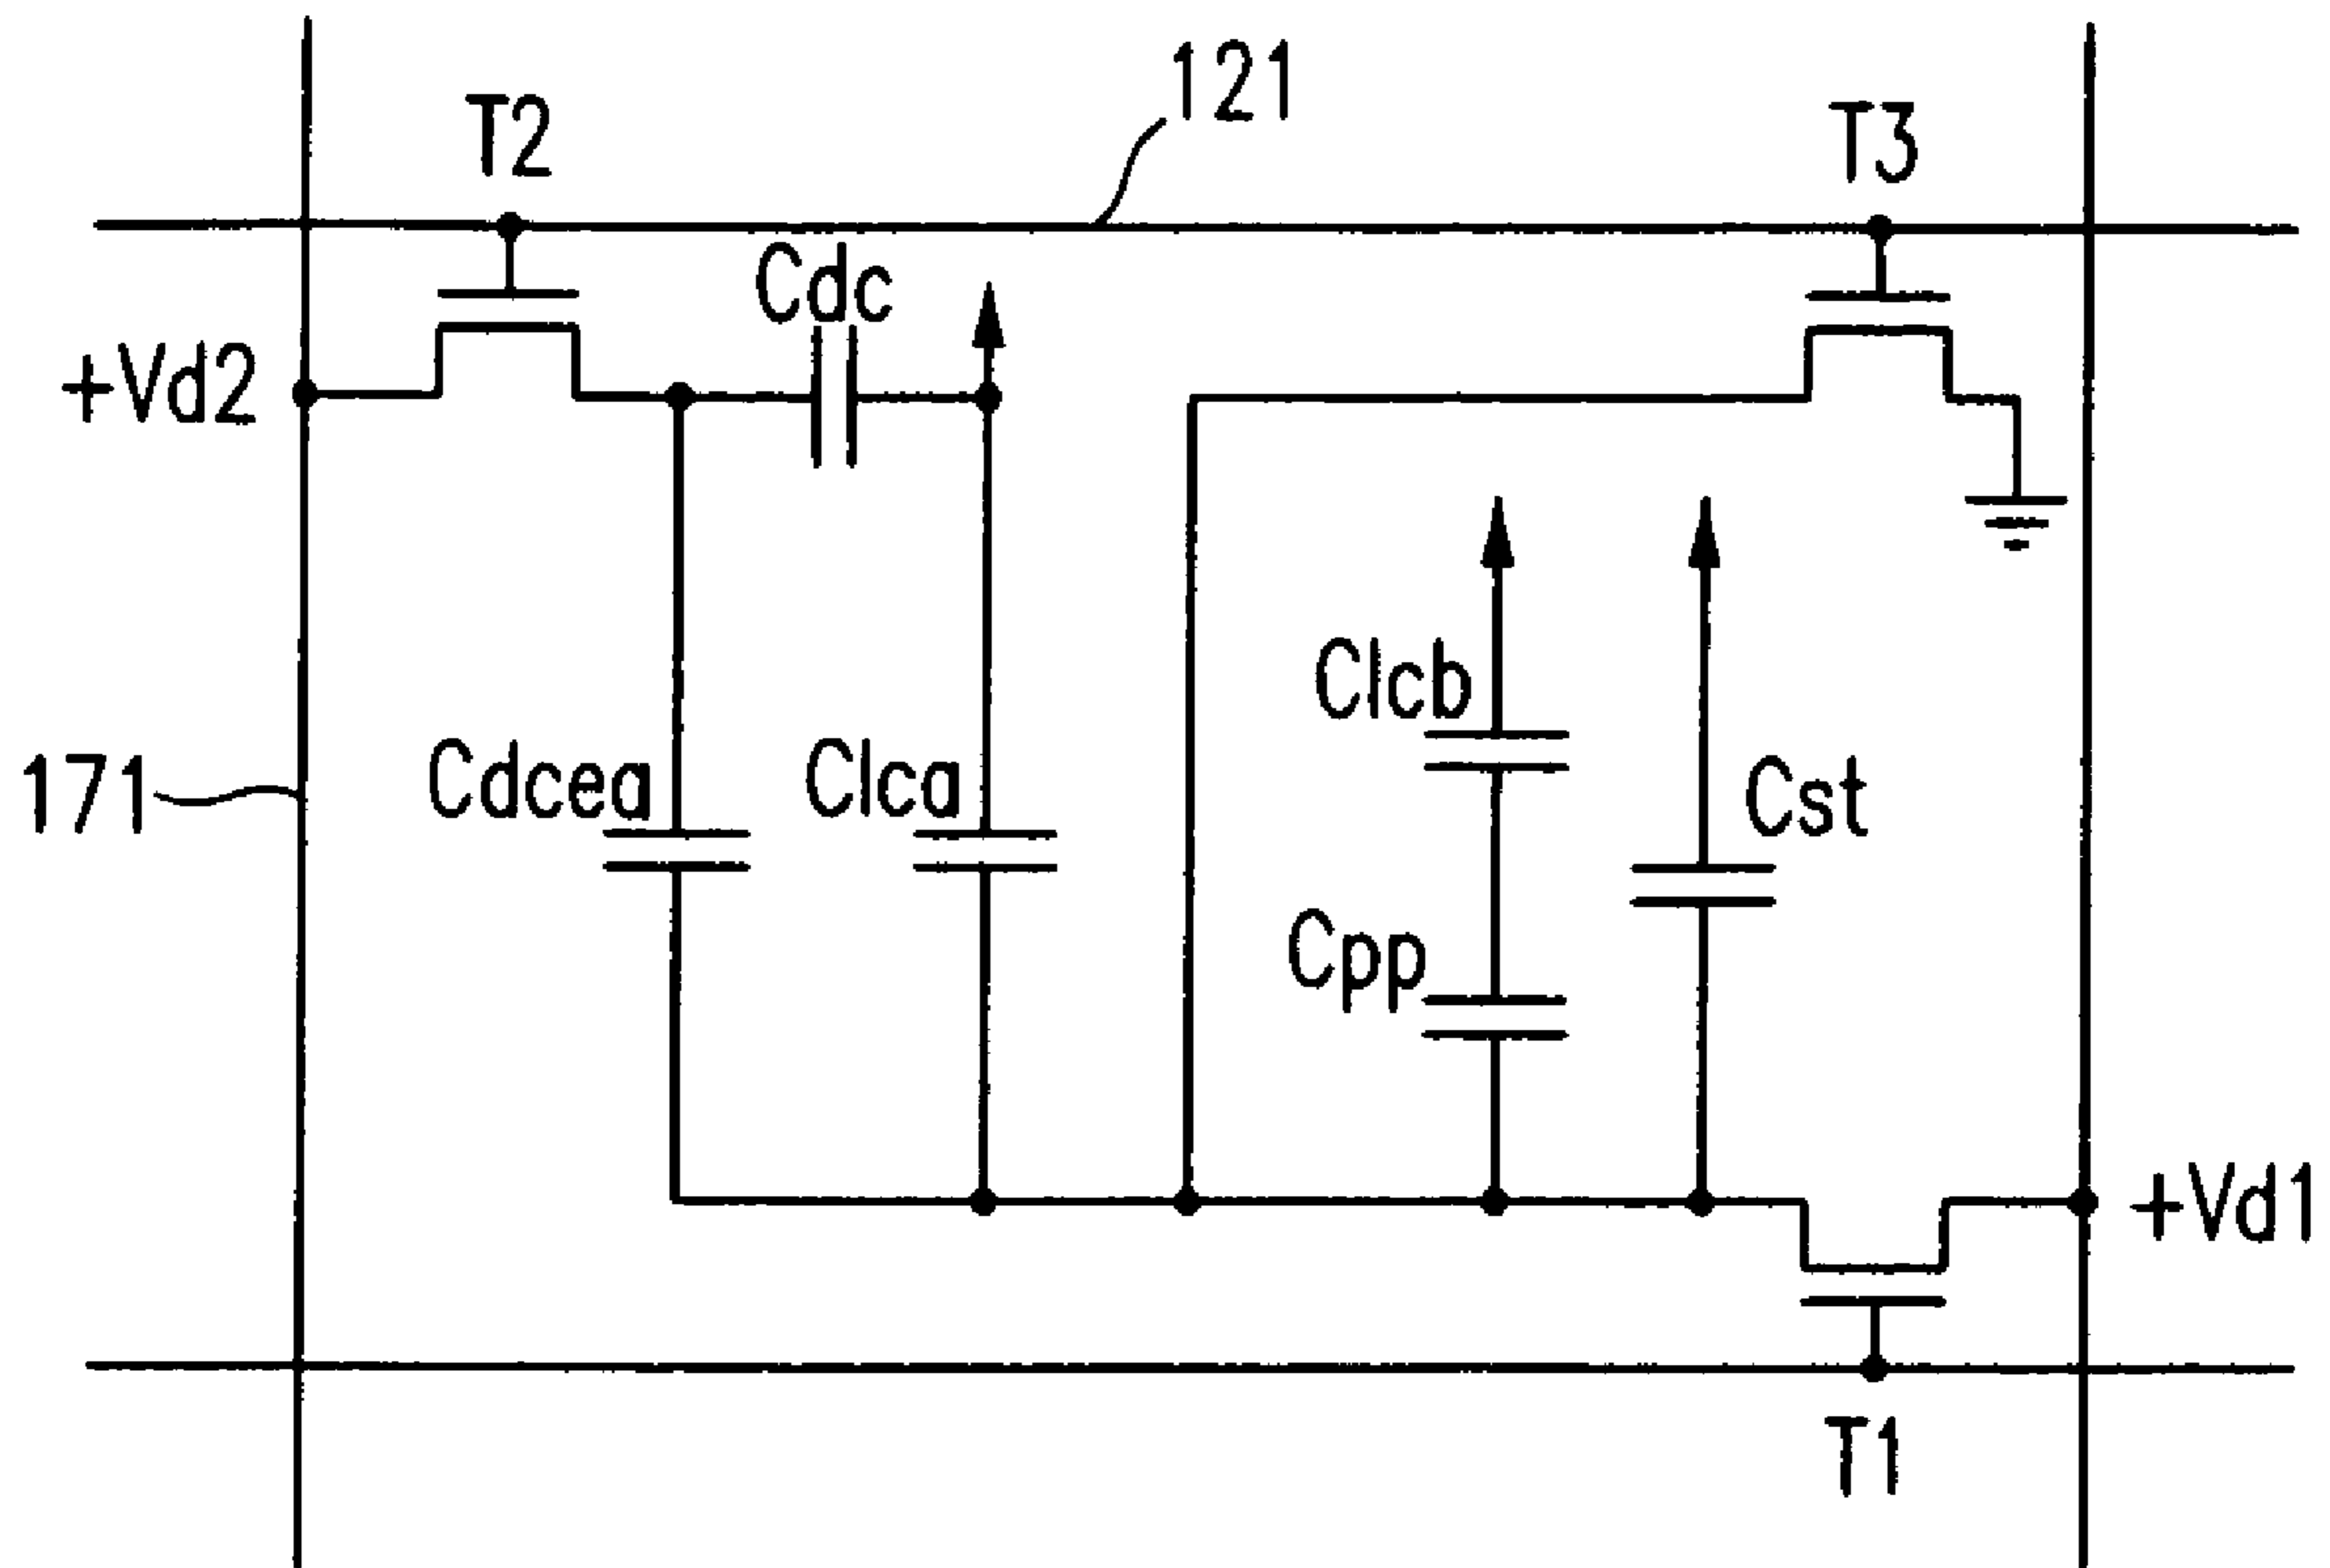 121
T2
T3
Cdc
+Vd2
Clcb
171
Cdcea
Clca
Cst
Cpp
+Vd1
T1